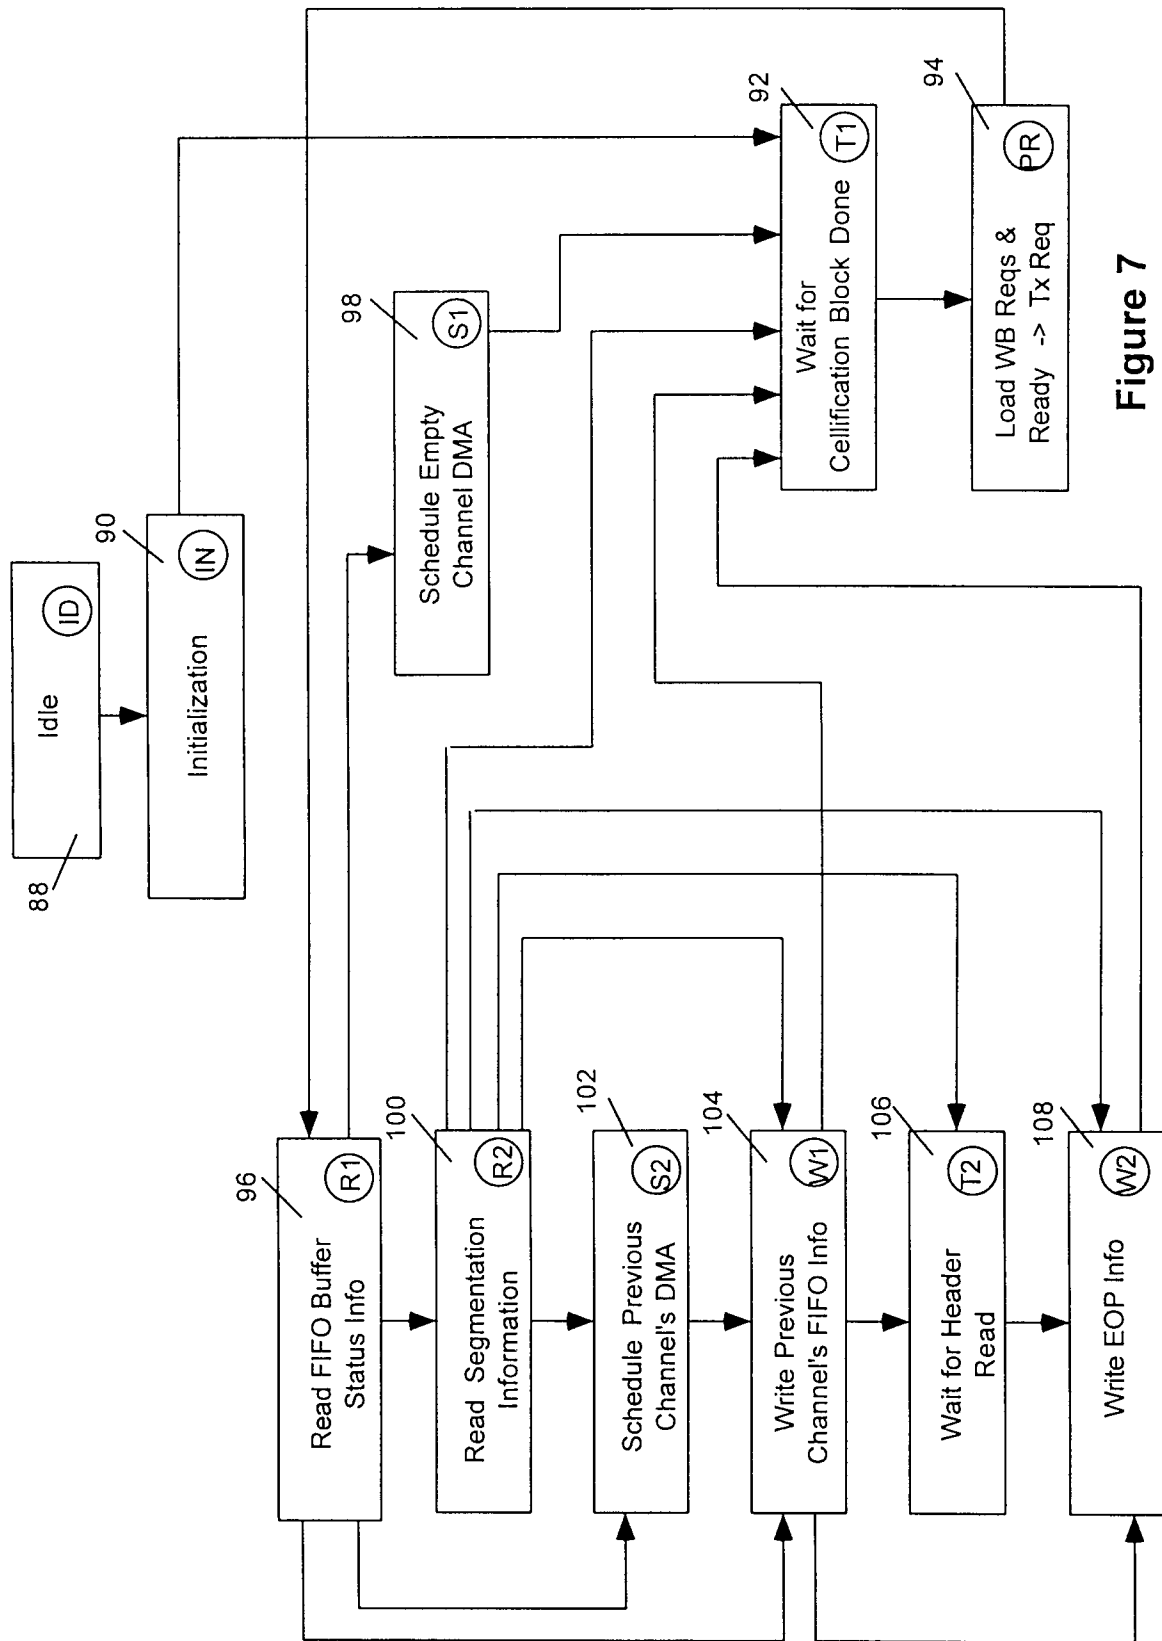 88
Idle
ID
90
Initialization
IN
96
Read FIFO Buffer
Status Info
R1
98
Schedule Empty
Channel DMA
S1
100
Read Segmentation
Information
R2
102
Schedule Previous
Channel's DMA
S2
104
Write Previous
Channel's FIFO Info
W1
92
Wait for
Cellification Block Done
T1
106
Wait for Header
Read
T2
94
Load WB Reqs &
Ready -> Tx Req
PR
108
Write EOP Info
W2
Figure 7